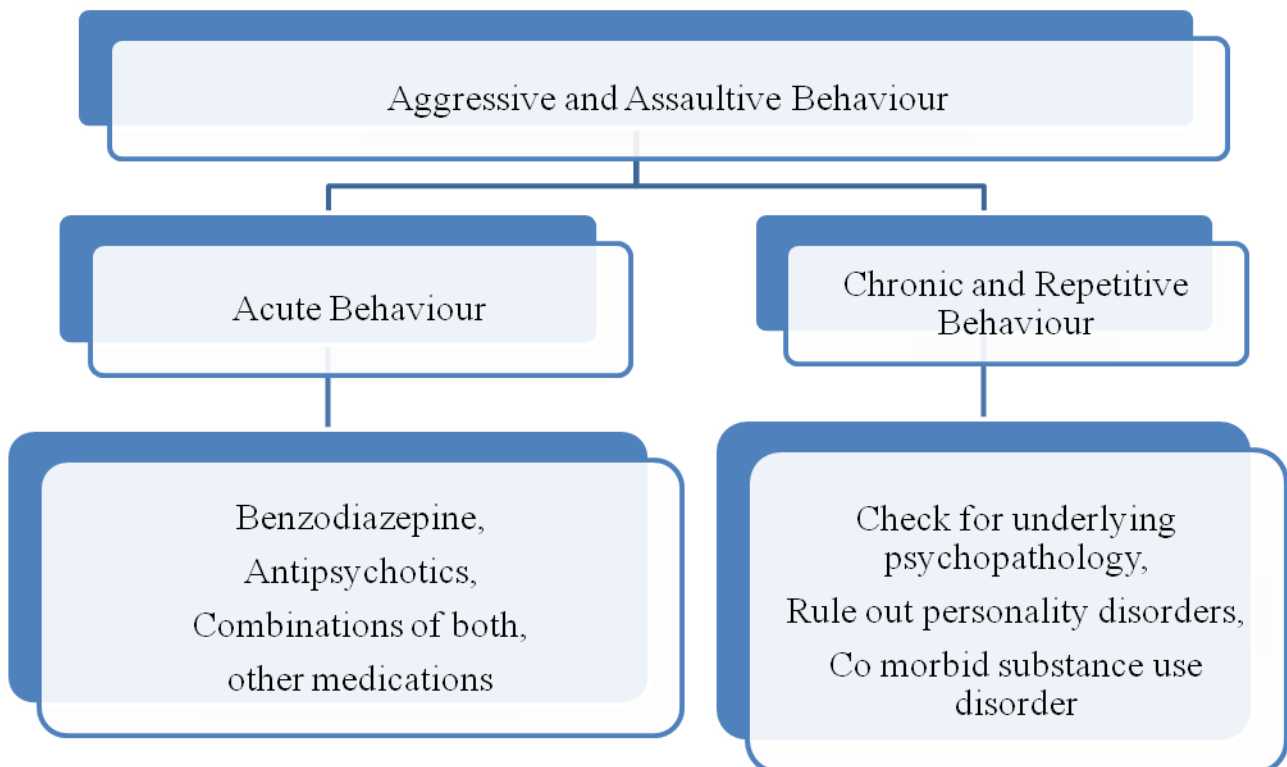 Aggressive and Assaultive Behaviour
Acute Behaviour
Chronic and Repetitive
Behaviour
Benzodiazepine,
Antipsychotics,
Combinations of both,
other medications
Check for underlying
psychopathology,
Rule out personality disorders,
Co morbid substance use
disorder